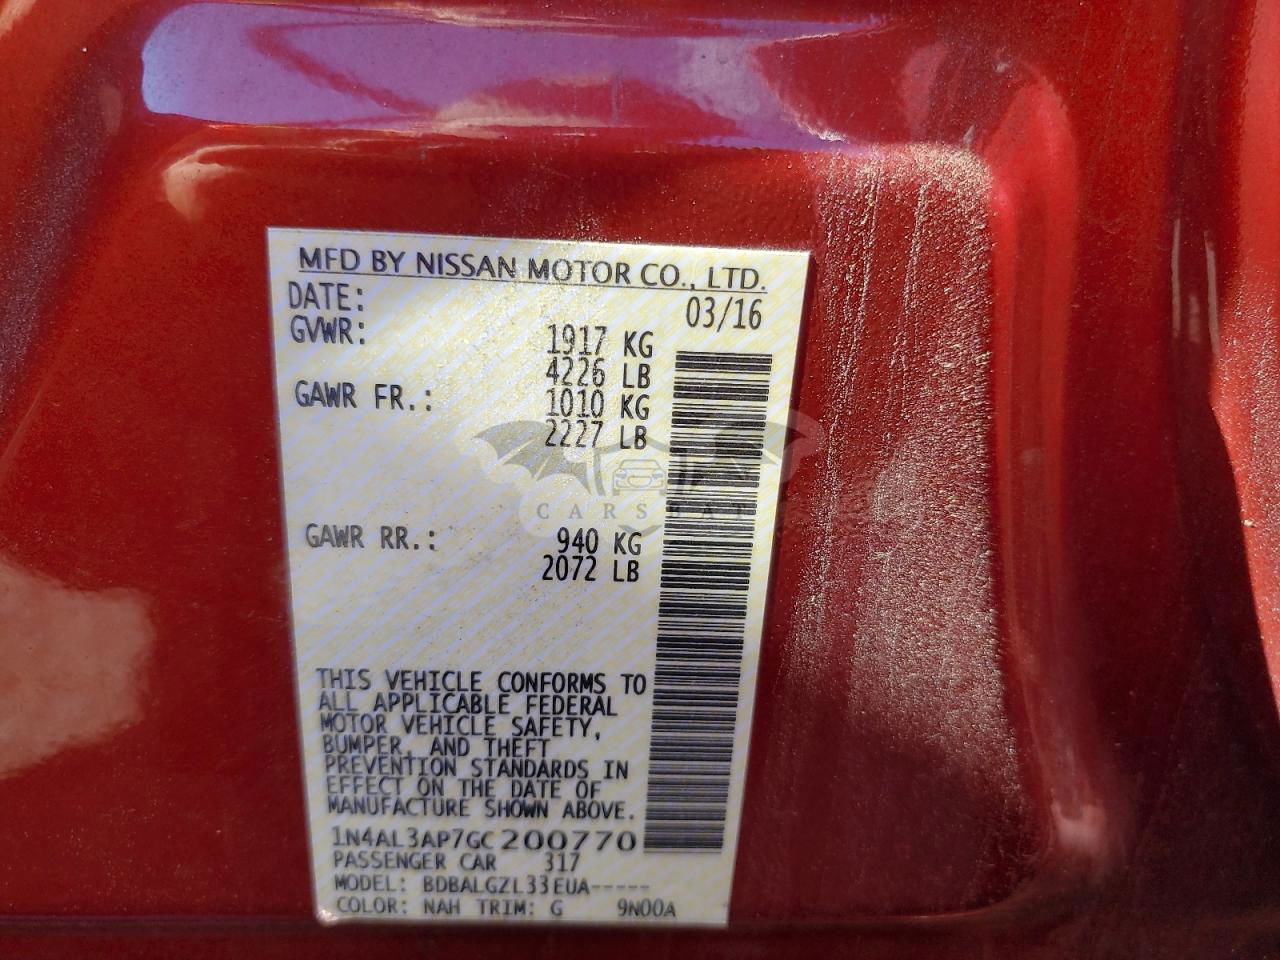 MFD BY NISSAN MOTOR CO., LTD.
DATE: 03/16
GVWR: 1917 KG
4226 LB
GAWR FR.: 1010 KG
2227 LB
CARSBAT
GAWR RR.: 940 KG
2072 LB
THIS VEHICLE CONFORMS TO
ALL APPLICABLE FEDERAL
MOTOR VEHICLE SAFETY,
BUMPER, AND THEFT
PREVENTION STANDARDS IN
EFFECT ON THE DATE OF
MANUFACTURE SHOWN ABOVE.
1N4AL3AP7GC200770
PASSENGER CAR 317
MODEL: BDBALGZL33EUA-----
COLOR: NAH TRIM: G 9N00A